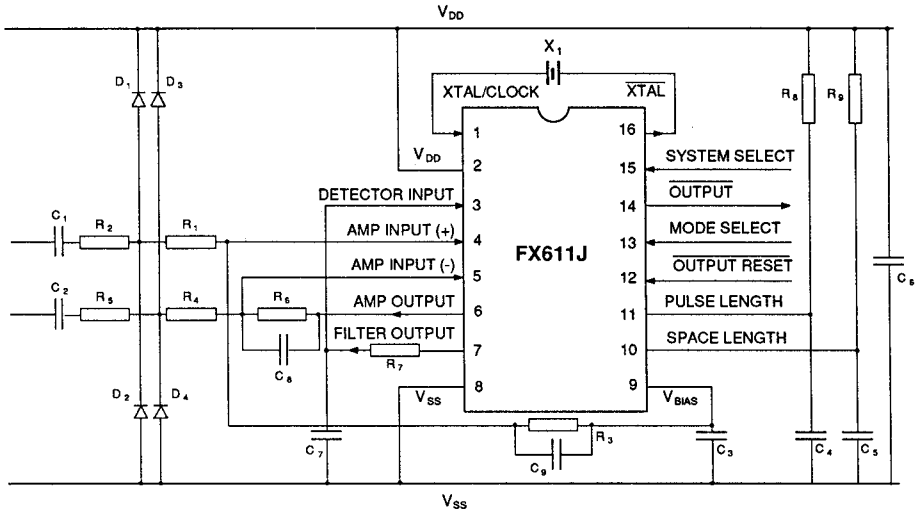 VDD
X1
D1
D3
XTAL/CLOCK
XTAL
R8
R9
1
16
VDD
2
15
SYSTEM SELECT
DETECTOR INPUT
3
14
OUTPUT
C1
R2
R1
AMP INPUT (+)
4
FX611J
13
MODE SELECT
AMP INPUT (-)
5
12
OUTPUT RESET
C6
C2
R5
R4
R6
AMP OUTPUT
6
11
PULSE LENGTH
FILTER OUTPUT
7
10
SPACE LENGTH
C8
R7
VSS
8
9
VBIAS
D2
D4
C7
R3
C9
C3
C4
C5
VSS